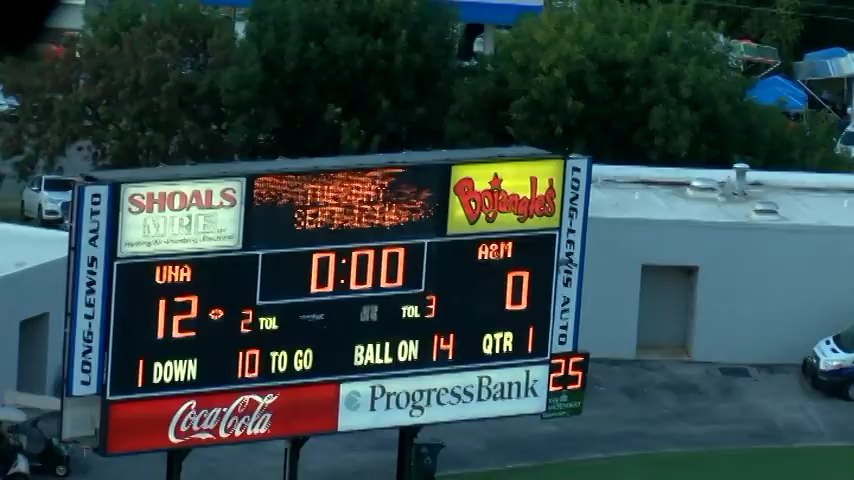 SHOALS
MRE
Bojangles'
LONG-LEWIS AUTO
LONG-LEWIS AUTO
UNA
0:00
A&M
12
2 TOL
TOL 3
0
1 DOWN
10 TO GO
BALL ON 14
QTR 1
25
Coca-Cola
ProgressBank